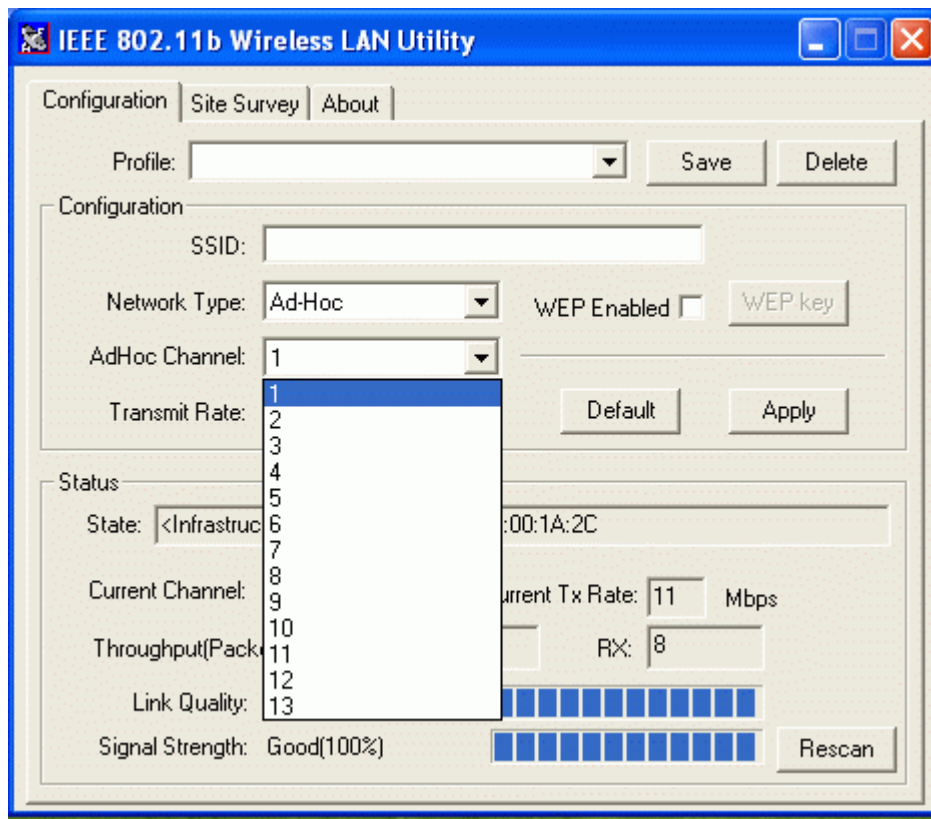 IEEE 802.11b Wireless LAN Utility
Configuration Site Survey About
Profile: Save Delete
Configuration
SSID:
Network Type: Ad-Hoc WEP Enabled WEP key
AdHoc Channel: 1
Transmit Rate: Default Apply
1
2
3
4
5
6
7
8
9
10
11
12
13
Status
State: <Infrastruc :00:1A:2C
Current Channel: urrent Tx Rate: 11 Mbps
Throughput(Pack RX: 8
Link Quality:
Signal Strength: Good(100%) Rescan